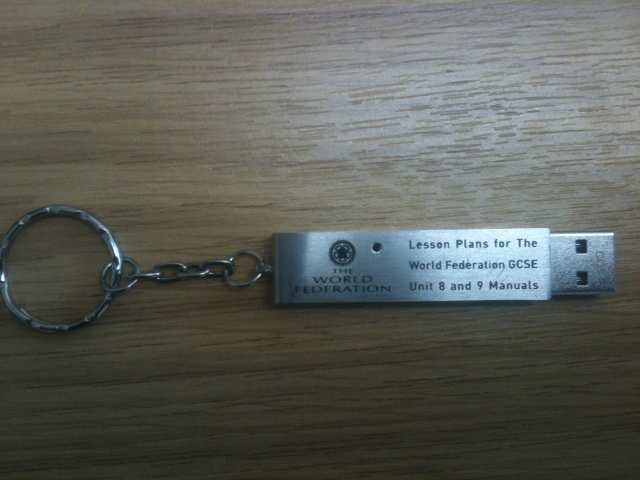 THE
WORLD
FEDERATION
Lesson Plans for The
World Federation GCSE
Unit 8 and 9 Manuals